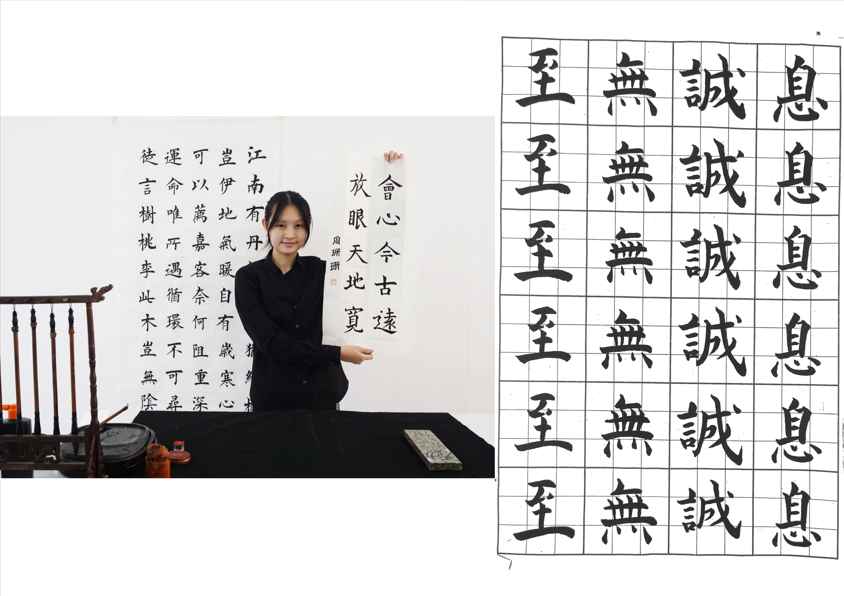 江南有丹
豈伊地氣暖自有歲寒心
可以薦嘉客奈何阻重深
運命唯所遇循環不可尋
徒言樹桃李此木豈無陰
會心今古遠
放眼天地寬
周珊珊
至無誠息
至無誠息
至無誠息
至無誠息
至無誠息
至無誠息